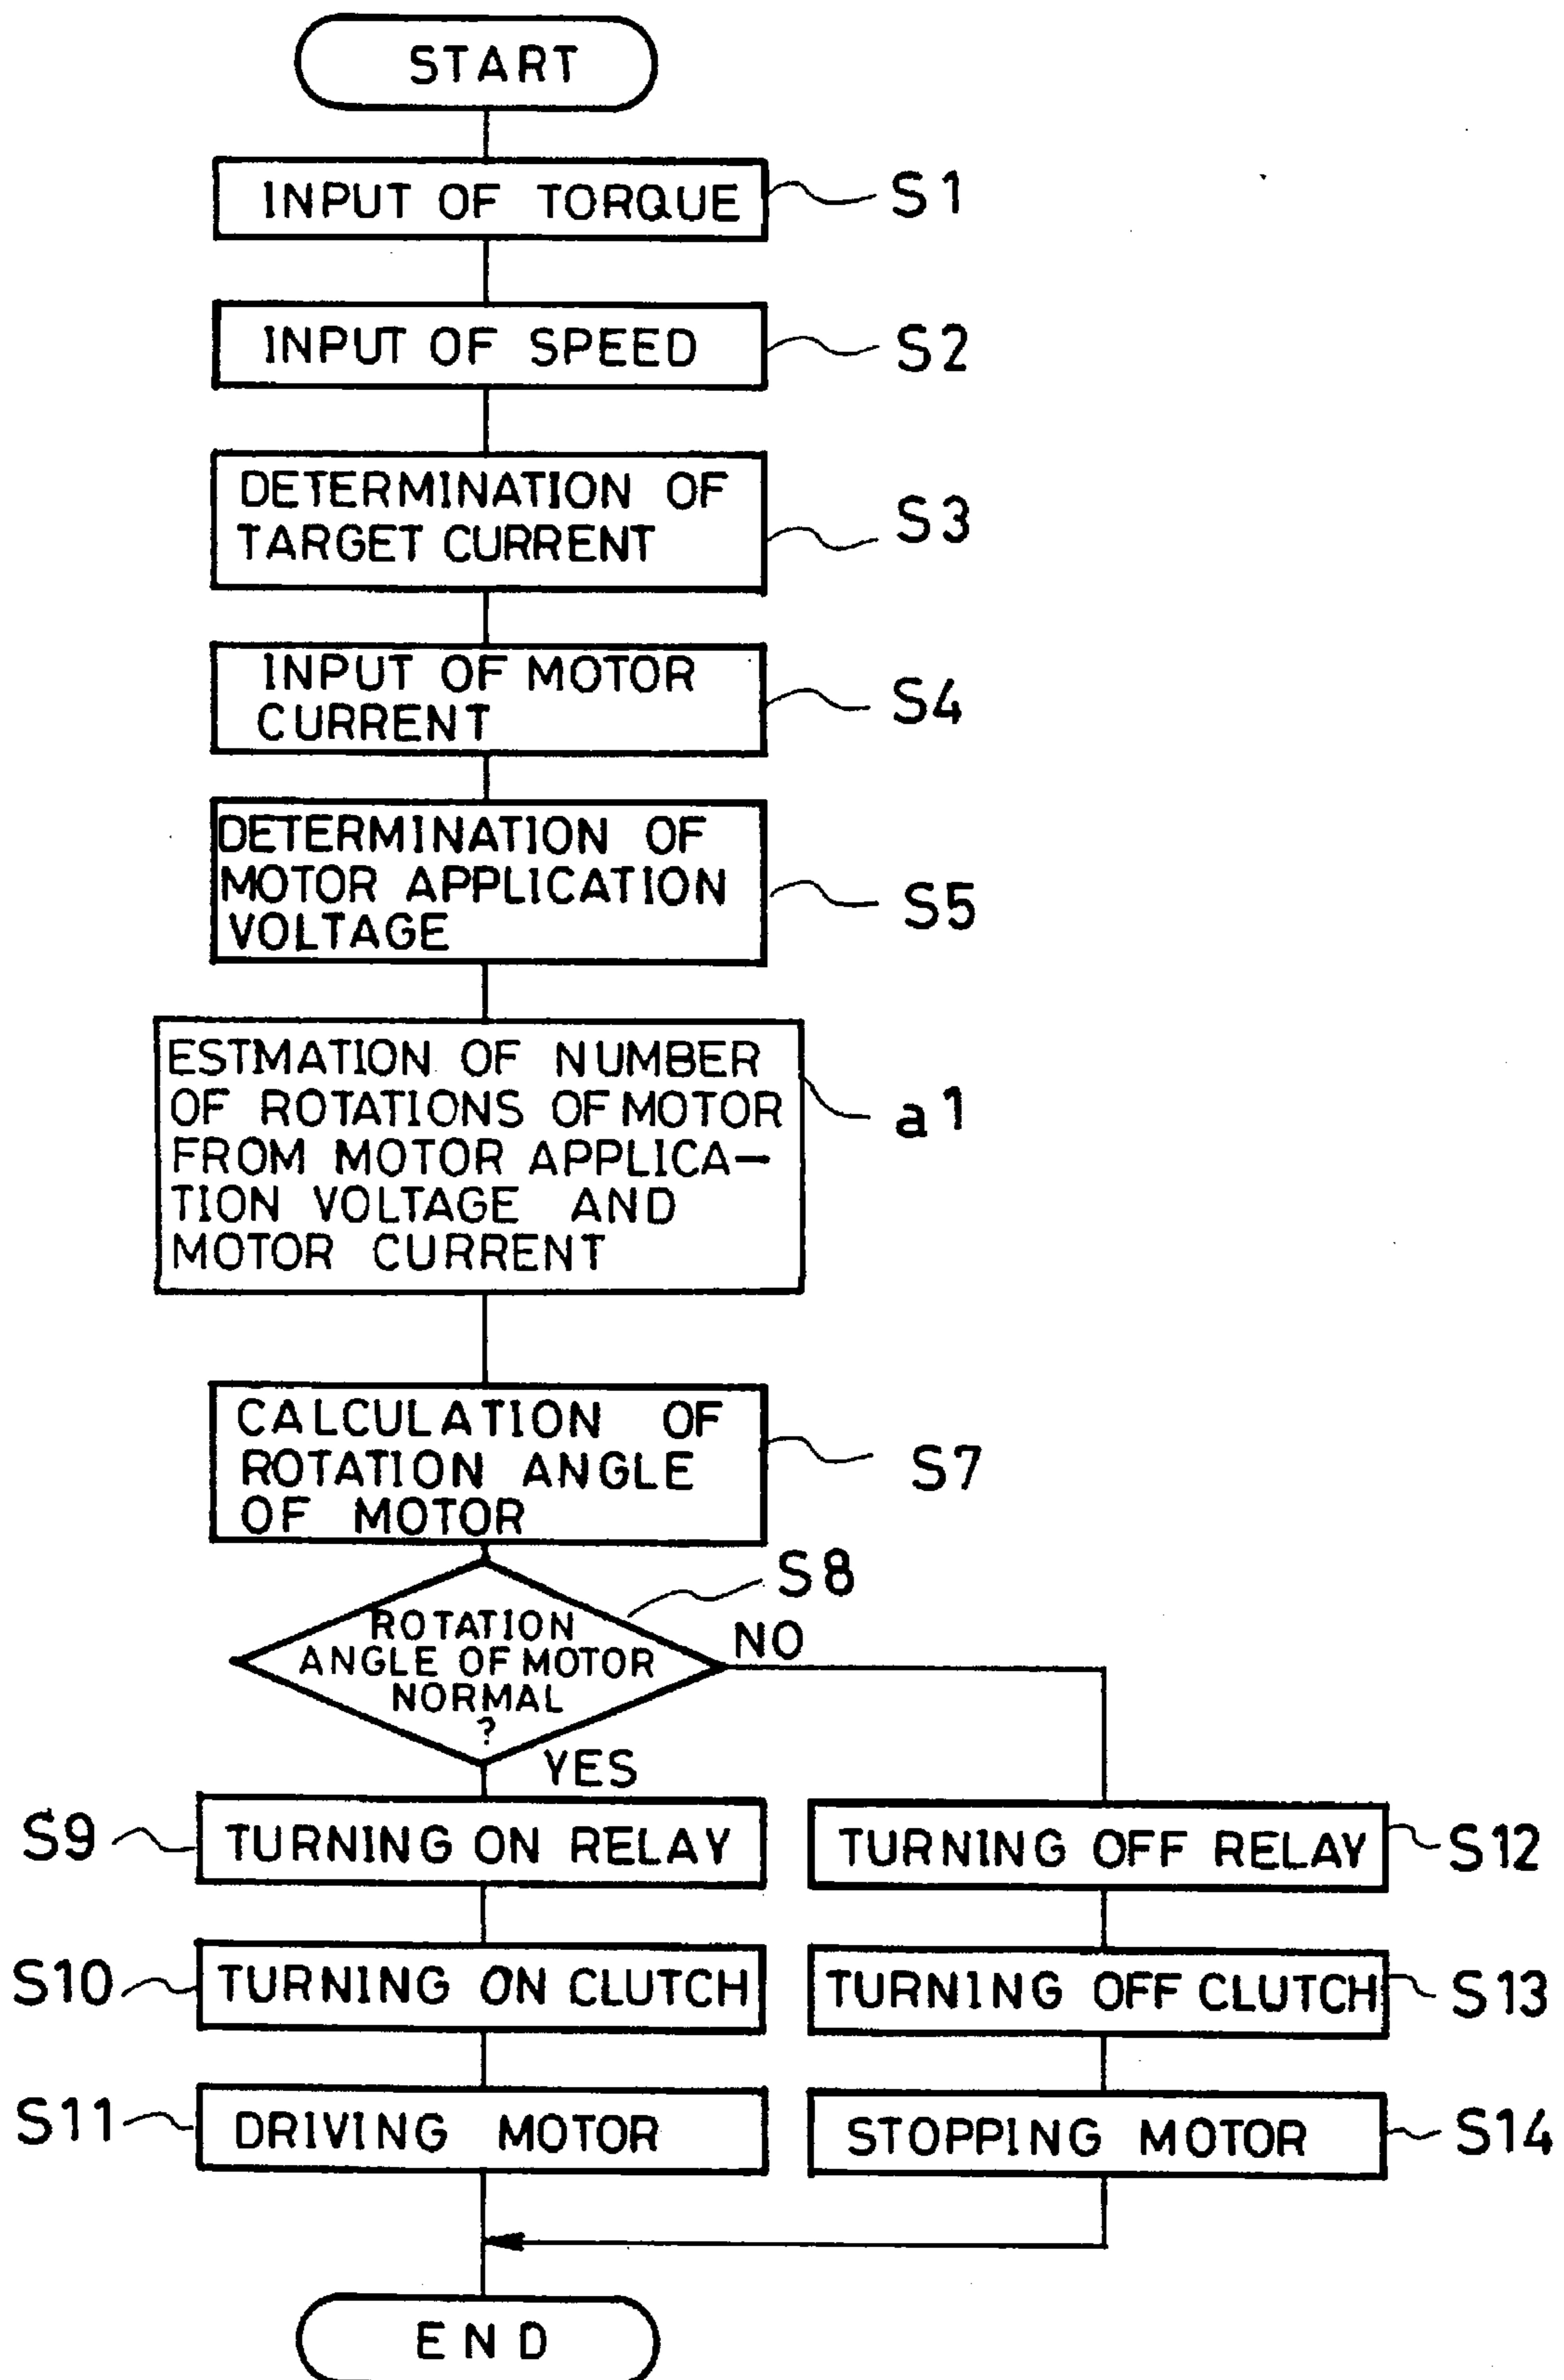 START
INPUT OF TORQUE
S1
INPUT OF SPEED
S2
DETERMINATION OF
TARGET CURRENT
S3
INPUT OF MOTOR
CURRENT
S4
DETERMINATION OF
MOTOR APPLICATION
VOLTAGE
S5
ESTMATION OF NUMBER
OF ROTATIONS OF MOTOR
FROM MOTOR APPLICA-
TION VOLTAGE AND
MOTOR CURRENT
a1
CALCULATION OF
ROTATION ANGLE
OF MOTOR
S7
S8
ROTATION
ANGLE OF MOTOR
NORMAL
?
NO
YES
S9
TURNING ON RELAY
TURNING OFF RELAY
S12
S10
TURNING ON CLUTCH
TURNING OFF CLUTCH
S13
S11
DRIVING MOTOR
STOPPING MOTOR
S14
END